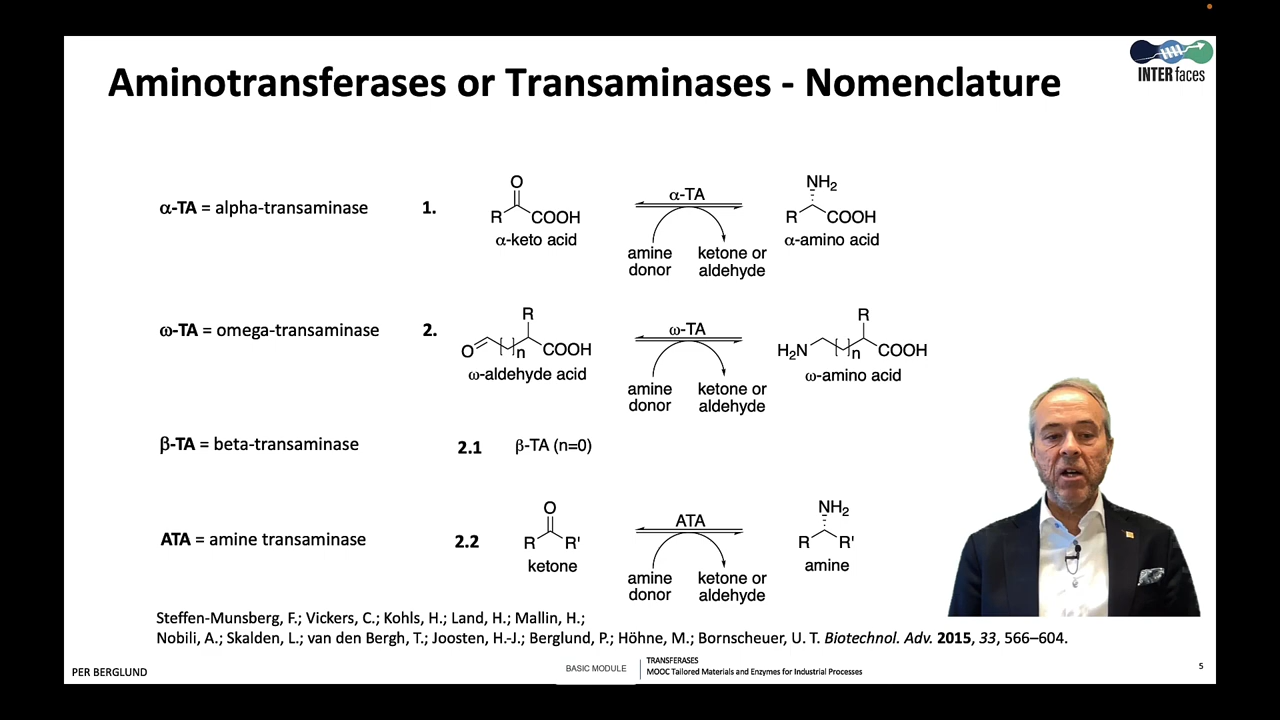 INTERfaces
Aminotransferases or Transaminases - Nomenclature
α-TA = alpha-transaminase
1.
O
R
COOH
α-keto acid
α-TA
amine
donor
ketone or
aldehyde
NH2
R
COOH
α-amino acid
ω-TA = omega-transaminase
2.
R
O
n
COOH
ω-aldehyde acid
ω-TA
amine
donor
ketone or
aldehyde
R
H2N
n
COOH
ω-amino acid
β-TA = beta-transaminase
2.1
β-TA (n=0)
ATA = amine transaminase
2.2
O
R
R'
ketone
ATA
amine
donor
ketone or
aldehyde
NH2
R
R'
amine
Steffen-Munsberg, F.; Vickers, C.; Kohls, H.; Land, H.; Mallin, H.;
Nobili, A.; Skalden, L.; van den Bergh, T.; Joosten, H.-J.; Berglund, P.; Höhne, M.; Bornscheuer, U. T. Biotechnol. Adv. 2015, 33, 566–604.
PER BERGLUND
BASIC MODULE
TRANSFERASES
MOOC Tailored Materials and Enzymes for Industrial Processes
5